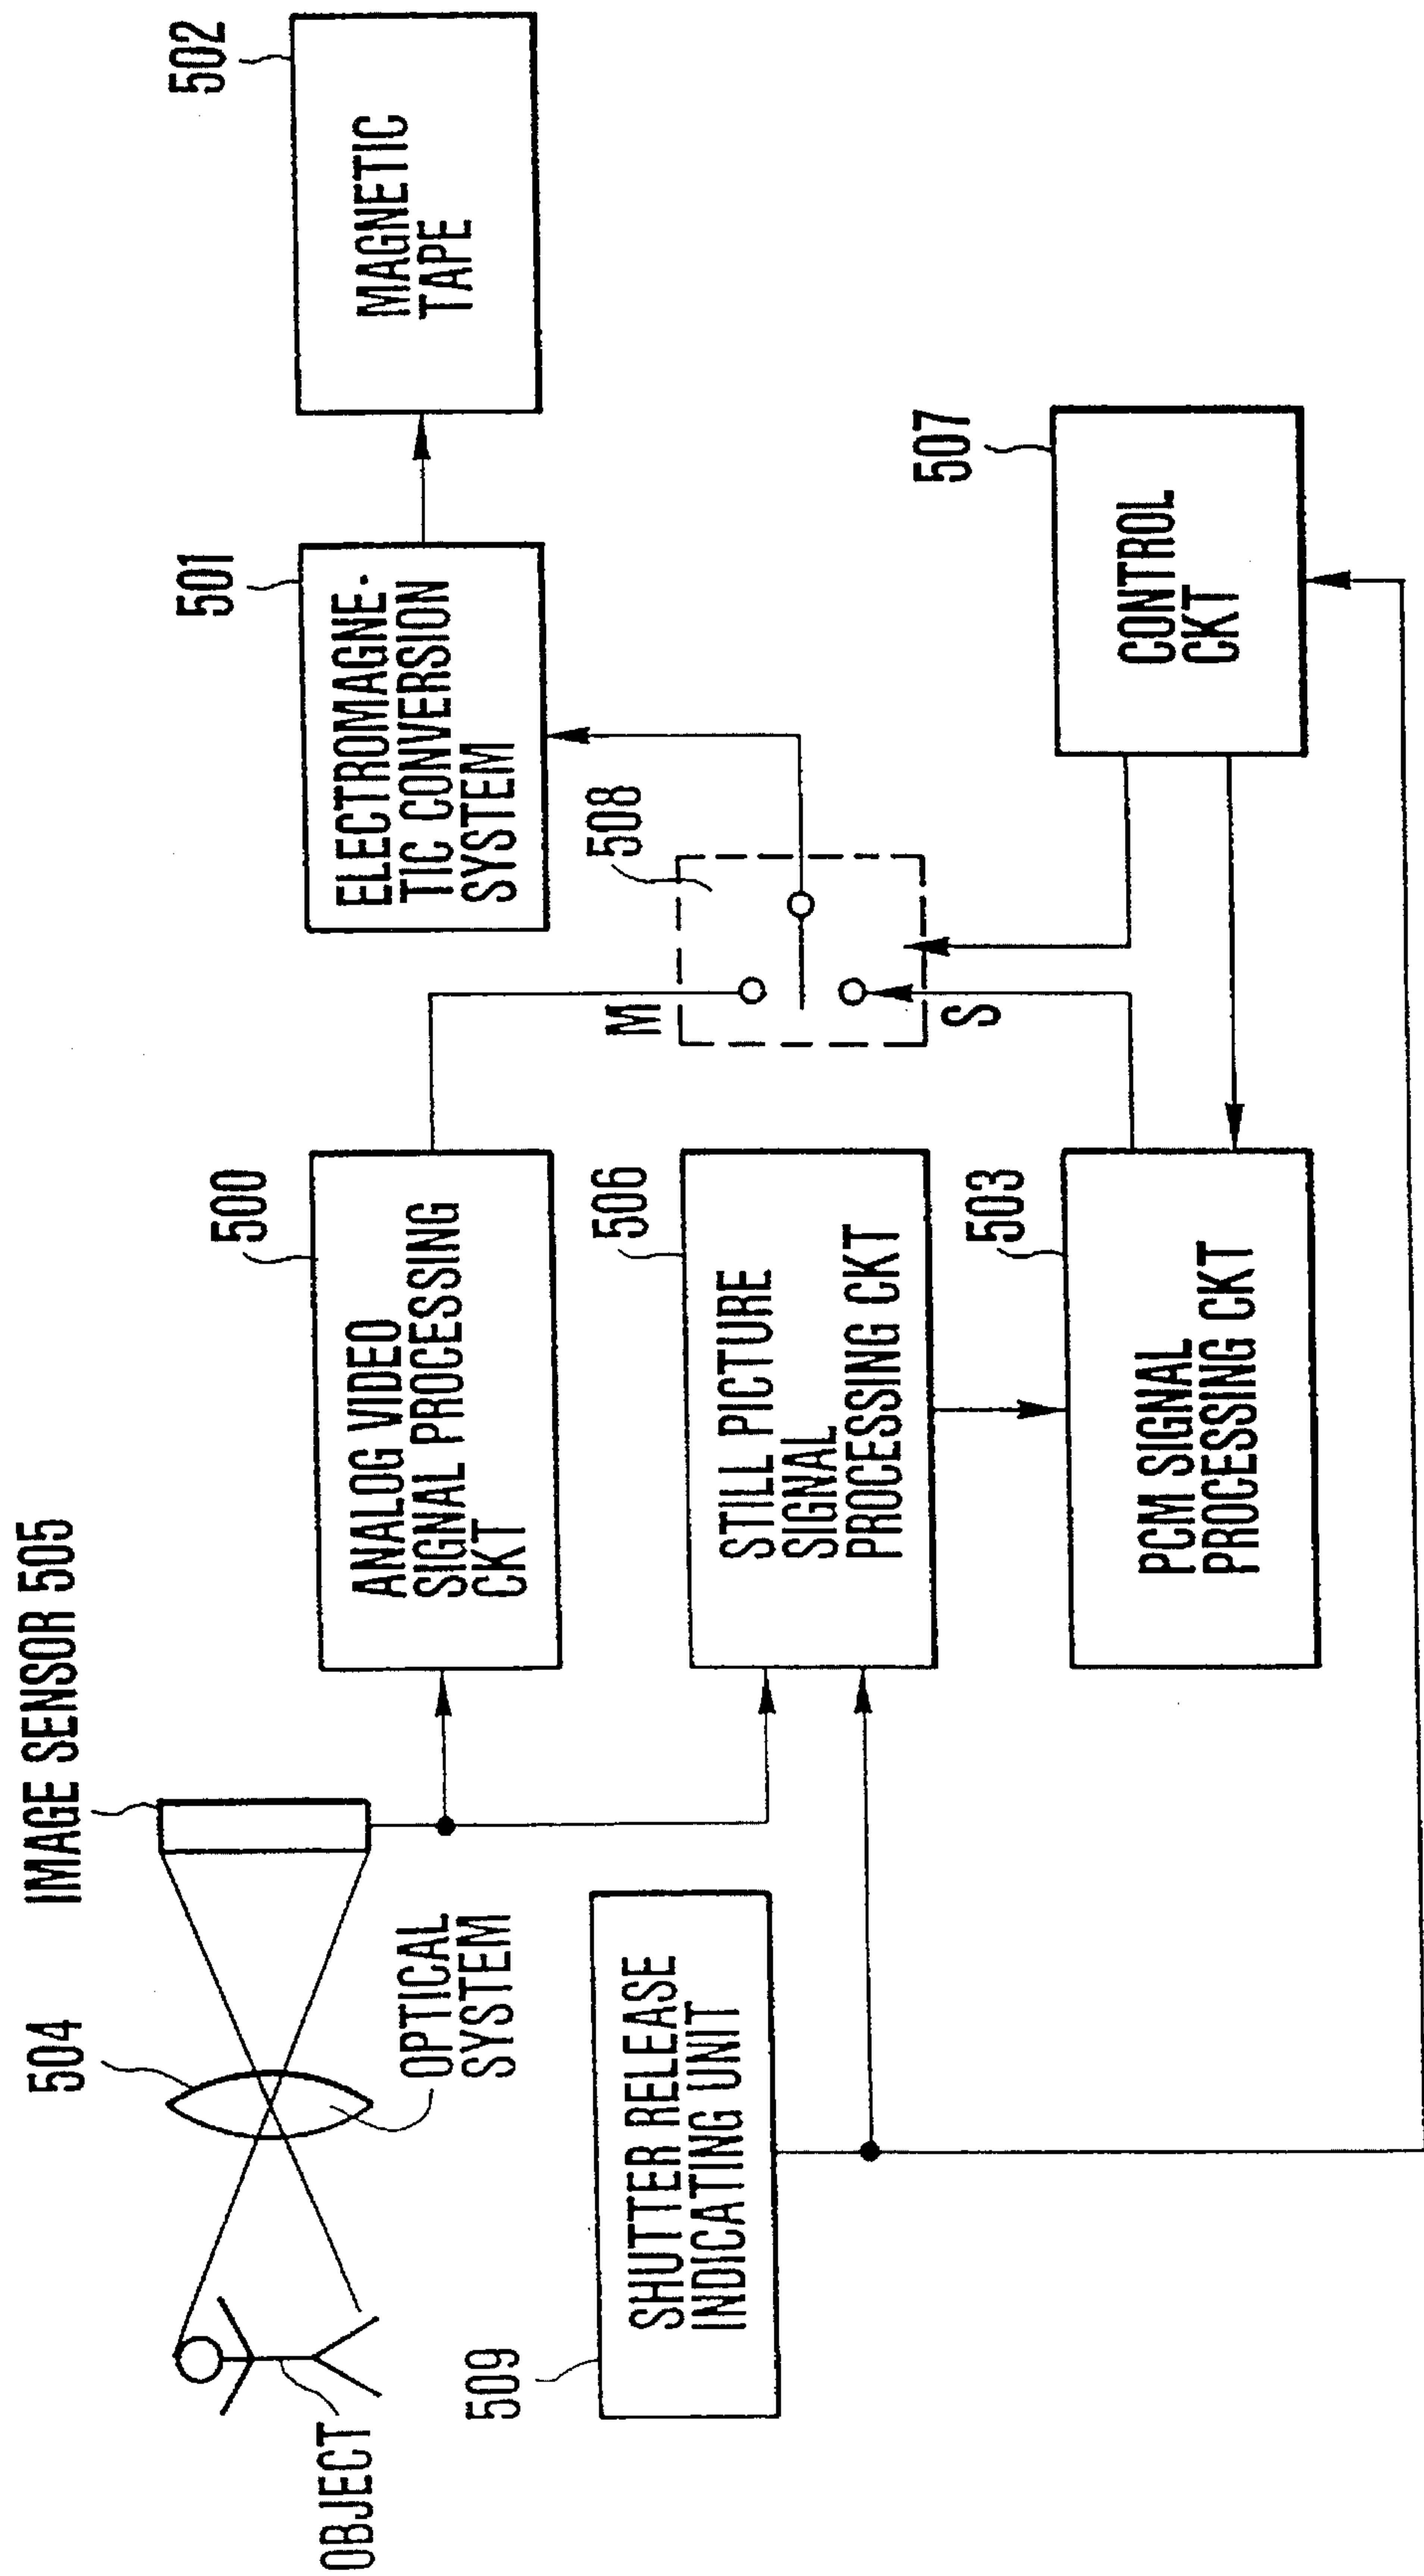 IMAGE SENSOR 505
504
OPTICAL
SYSTEM
OBJECT
500
ANALOG VIDEO
SIGNAL PROCESSING
CKT
501
ELECTROMAGNE-
TIC CONVERSION
SYSTEM
502
MAGNETIC
TAPE
509
SHUTTER RELEASE
INDICATING UNIT
506
STILL PICTURE
SIGNAL
PROCESSING CKT
M
508
S
503
PCM SIGNAL
PROCESSING CKT
507
CONTROL
CKT